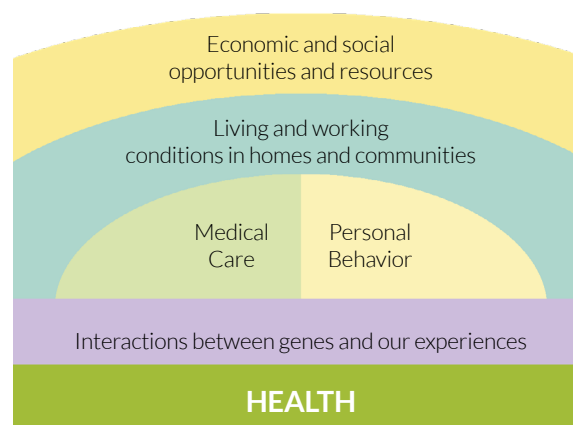 Economic and social
opportunities and resources
Living and working
conditions in homes and communities
Medical
Care
Personal
Behavior
Interactions between genes and our experiences
HEALTH